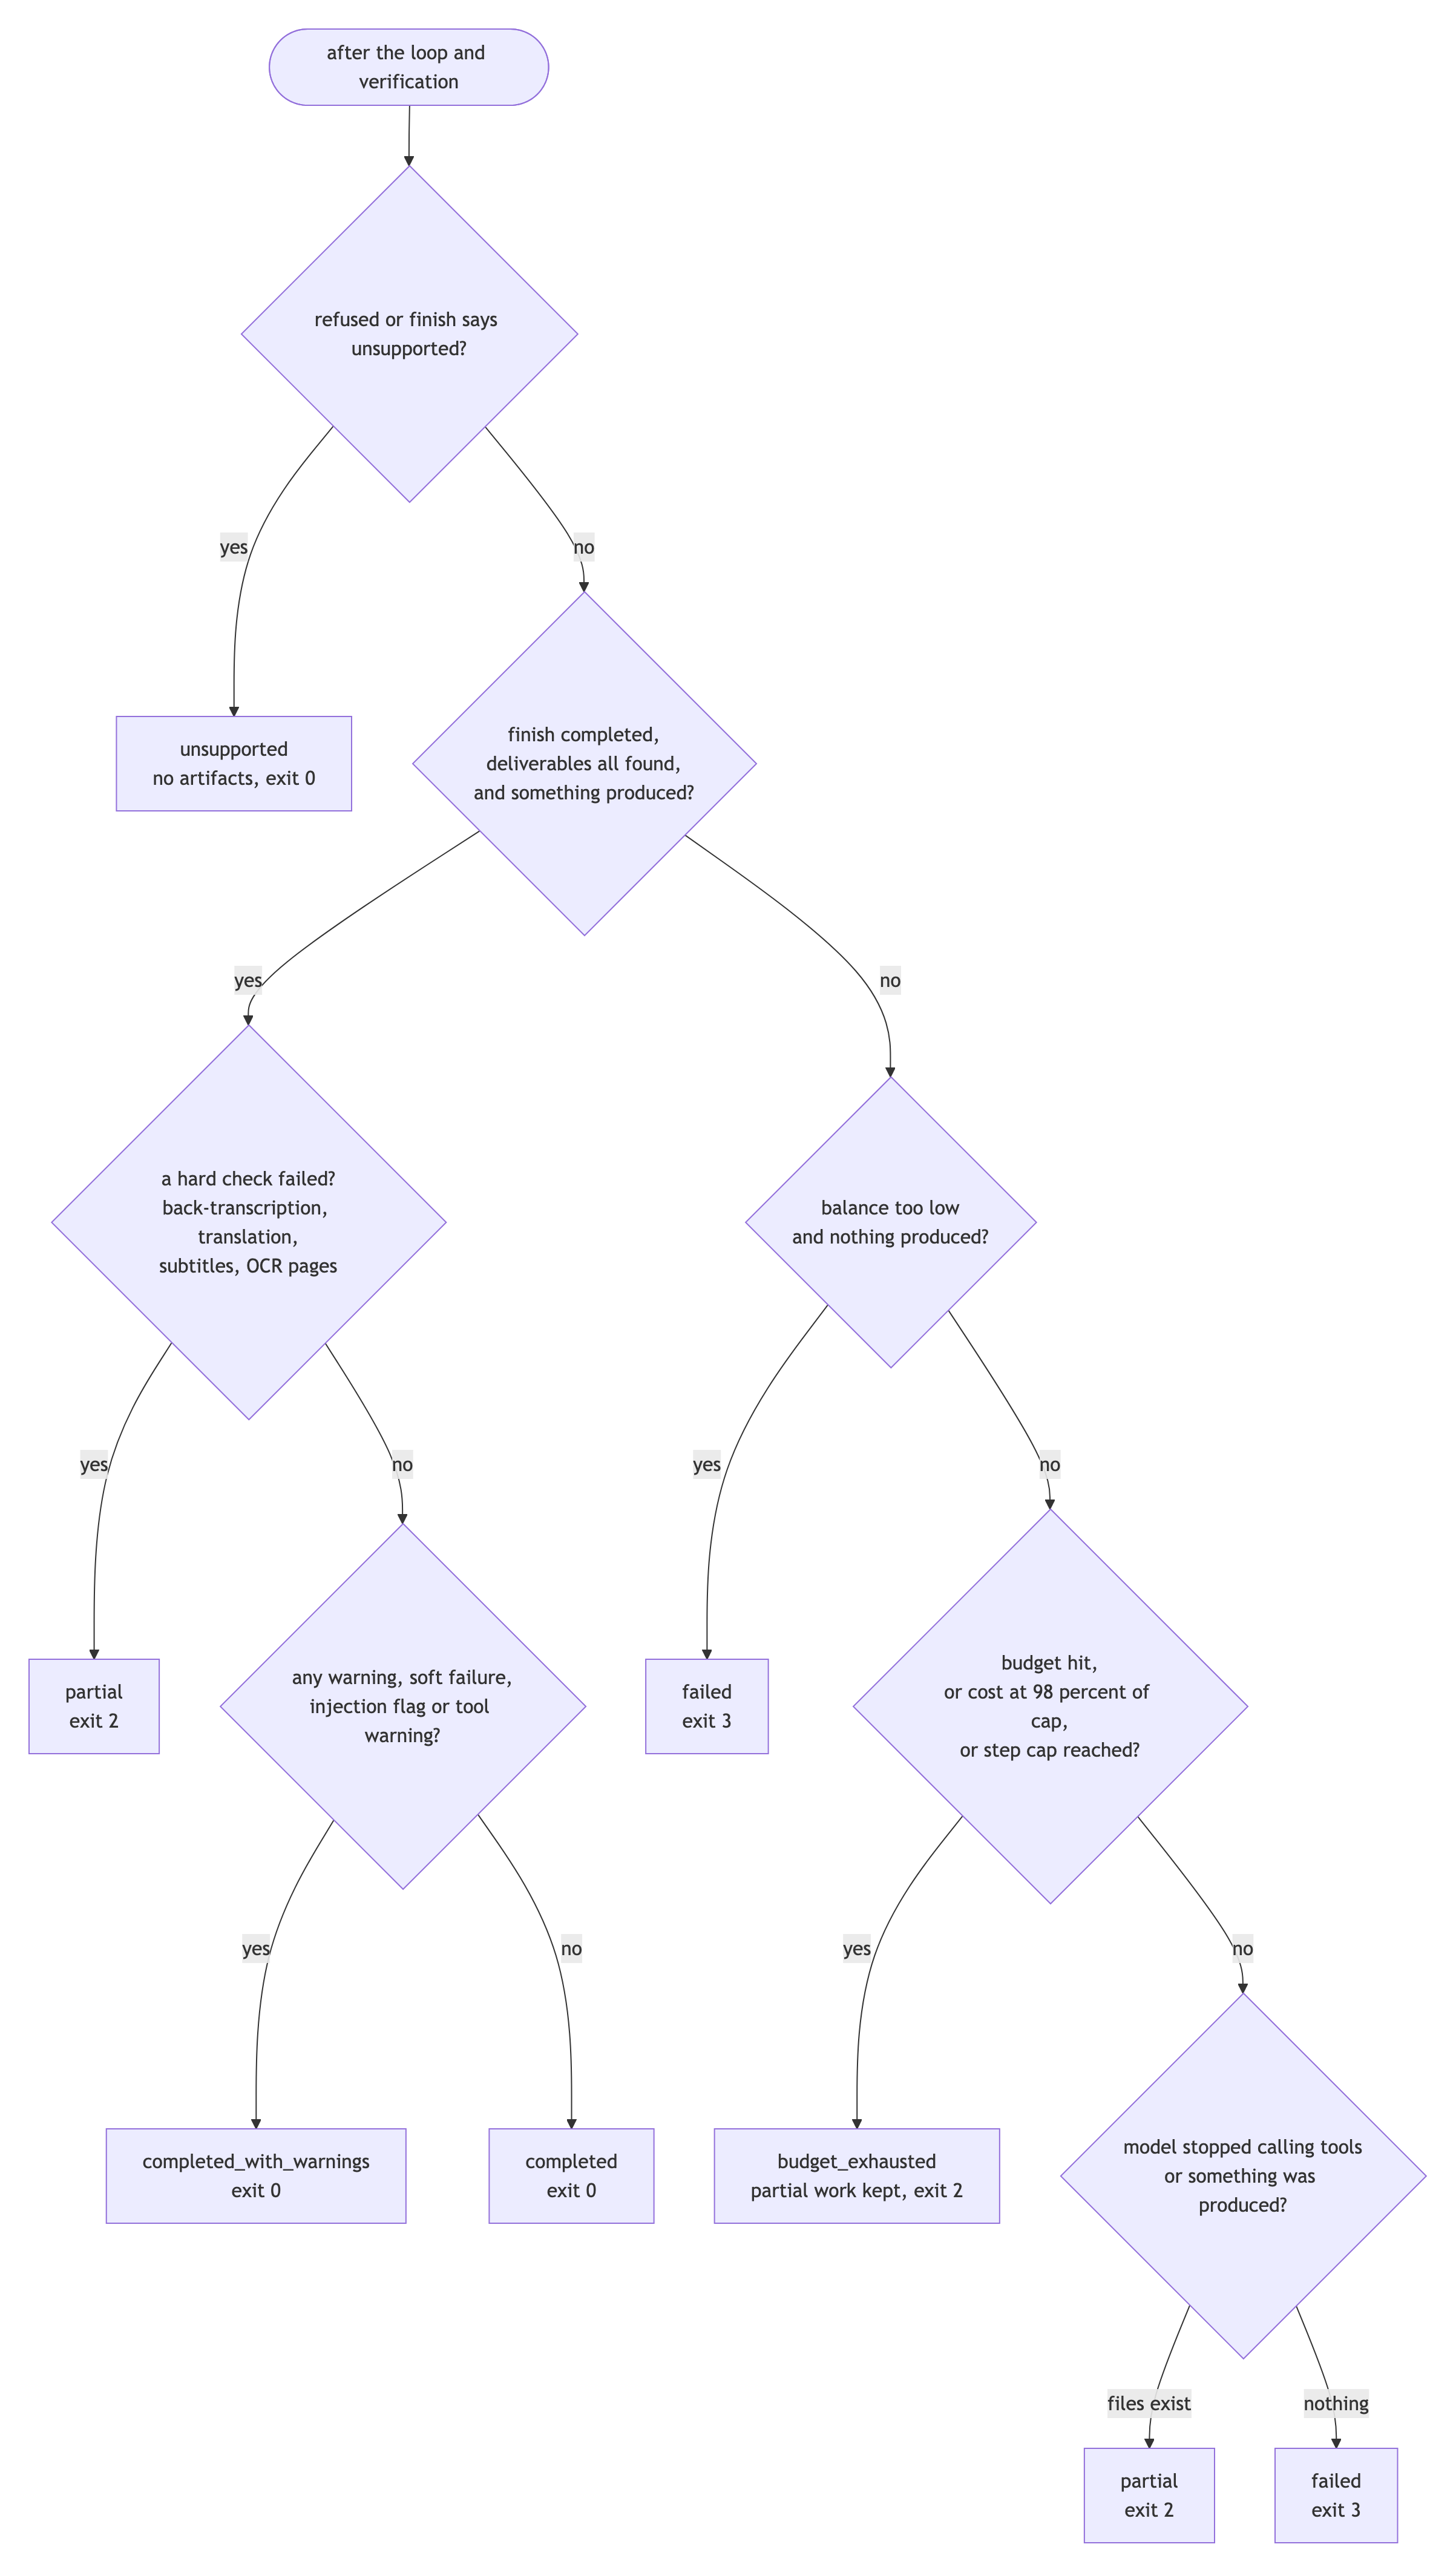 after the loop and
verification
refused or finish says
unsupported?
yes
no
unsupported
no artifacts, exit 0
finish completed,
deliverables all found,
and something produced?
yes
no
a hard check failed?
back-transcription,
translation,
subtitles, OCR pages
balance too low
and nothing produced?
yes
no
yes
no
partial
exit 2
any warning, soft failure,
injection flag or tool
warning?
failed
exit 3
budget hit,
or cost at 98 percent of
cap,
or step cap reached?
yes
no
yes
no
completed_with_warnings
exit 0
completed
exit 0
budget_exhausted
partial work kept, exit 2
model stopped calling tools
or something was
produced?
files exist
nothing
partial
exit 2
failed
exit 3